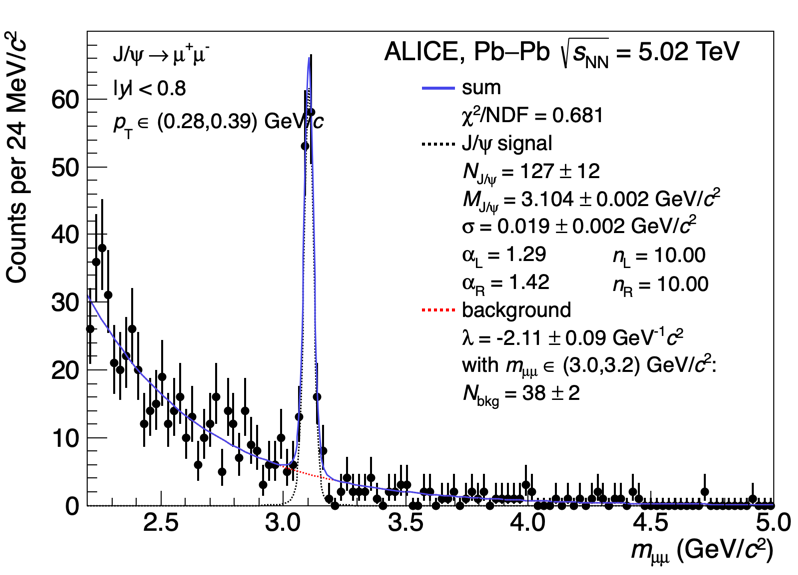 J/ψ → μ⁺μ⁻
|y| < 0.8
p_T ∈ (0.28,0.39) GeV/c
ALICE, Pb−Pb √s_NN = 5.02 TeV
sum
χ²/NDF = 0.681
J/ψ signal
N_J/ψ = 127 ± 12
M_J/ψ = 3.104 ± 0.002 GeV/c²
σ = 0.019 ± 0.002 GeV/c²
α_L = 1.29 n_L = 10.00
α_R = 1.42 n_R = 10.00
background
λ = -2.11 ± 0.09 GeV⁻¹c²
with m_μμ ∈ (3.0,3.2) GeV/c²:
N_bkg = 38 ± 2
Counts per 24 MeV/c²
60
50
40
30
20
10
0
2.5 3.0 3.5 4.0 4.5 5.0
m_μμ (GeV/c²)